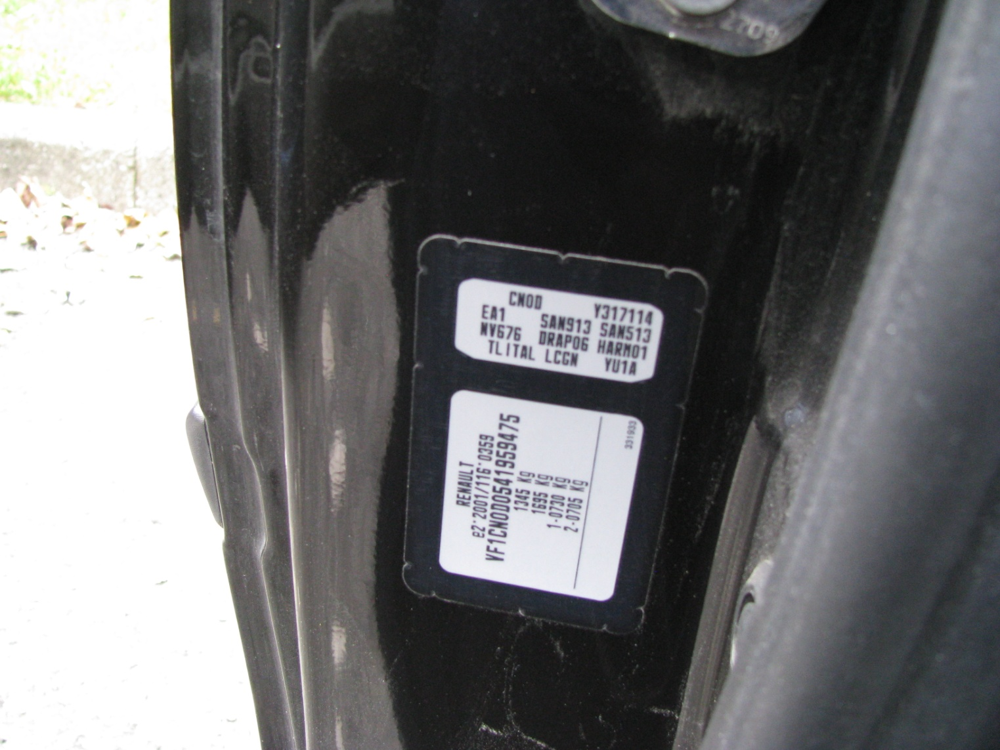 2709
CNOD Y317114
EA1 SAN913 SAN513
NV676 DRAP06 HARM01
TLITAL LCGN YU1A
RENAULT
e2*2001/116*0359
VF1CNOD0541959475
1345 Kg
1695 Kg
1-0730 Kg
2-0705 Kg
331933